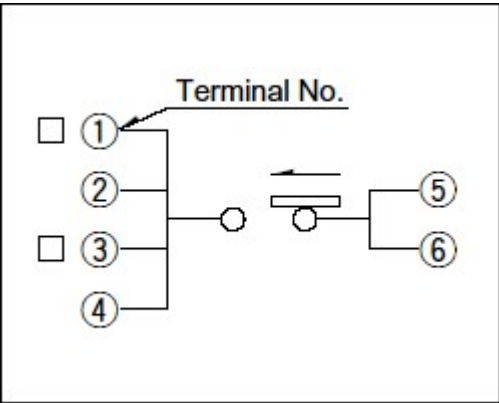 Terminal No.
□ ①
② ⑤
□ ③ ⑥
④